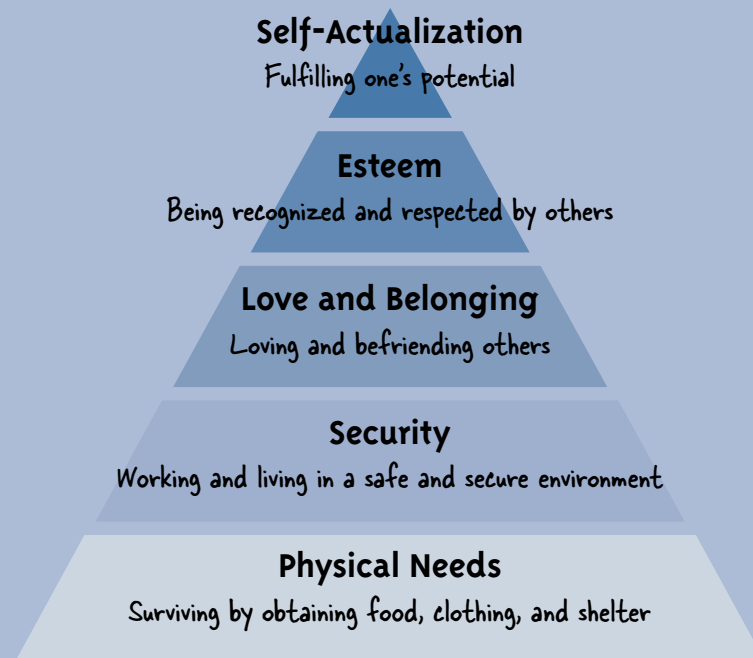 Self-Actualization
Fulfilling one's potential
Esteem
Being recognized and respected by others
Love and Belonging
Loving and befriending others
Security
Working and living in a safe and secure environment
Physical Needs
Surviving by obtaining food, clothing, and shelter